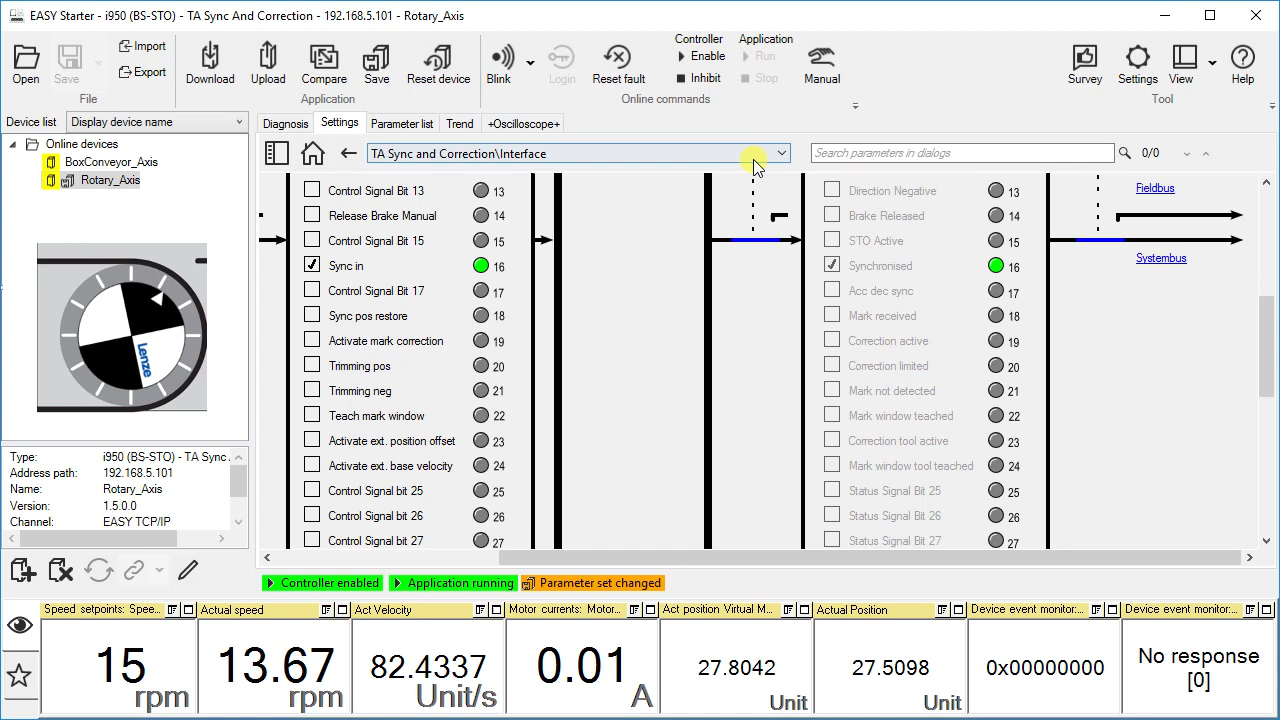 EASY Starter - i950 (BS-STO) - TA Sync And Correction - 192.168.5.101 - Rotary_Axis
Open
Save
Import
Export
File
Download
Upload
Compare
Save
Reset device
Application
Blink
Login
Reset fault
Controller
Enable
Inhibit
Application
Run
Stop
Manual
Online commands
Survey
Settings
View
Help
Tool
Device list
Display device name
Online devices
BoxConveyor_Axis
Rotary_Axis
Lenze
Type: i950 (BS-STO) - TA Sync .
Address path: 192.168.5.101
Name: Rotary_Axis
Version: 1.5.0.0
Channel: EASY TCP/IP
Diagnosis
Settings
Parameter list
Trend
+Oscilloscope+
TA Sync and Correction\Interface
Search parameters in dialogs
0/0
Control Signal Bit 13 13
Release Brake Manual 14
Control Signal Bit 15 15
Sync in 16
Control Signal Bit 17 17
Sync pos restore 18
Activate mark correction 19
Trimming pos 20
Trimming neg 21
Teach mark window 22
Activate ext. position offset 23
Activate ext. base velocity 24
Control Signal bit 25 25
Control Signal bit 26 26
Control Signal bit 27 27
Direction Negative 13
Brake Released 14
STO Active 15
Synchronised 16
Acc dec sync 17
Mark received 18
Correction active 19
Correction limited 20
Mark not detected 21
Mark window teached 22
Correction tool active 23
Mark window tool teached 24
Status Signal Bit 25 25
Status Signal Bit 26 26
Status Signal Bit 27 27
Fieldbus
Systembus
Controller enabled
Application running
Parameter set changed
Speed setpoints: Spee...
15
rpm
Actual speed
13.67
rpm
Act Velocity
82.4337
Unit/s
Motor currents: Motor...
0.01
A
Act position Virtual M...
27.8042
Unit
Actual Position
27.5098
Unit
Device event monitor:...
0x00000000
Device event monitor:...
No response
[0]